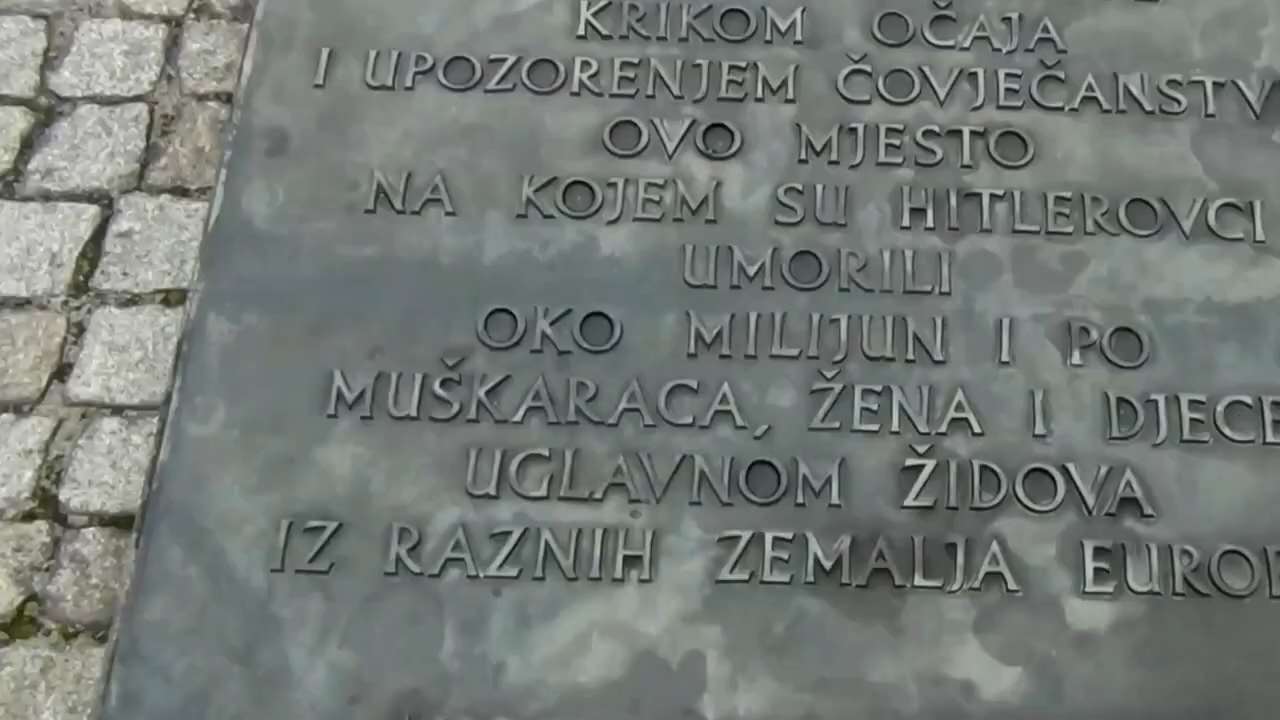 KRIKOM OČAJA
I UPOZORENJEM ČOVJEČANSTV
OVO MJESTO
NA KOJEM SU HITLEROVCI
UMORILI
OKO MILIJUN I PO
MUŠKARACA, ŽENA I DJECE
UGLAVNOM ŽIDOVA
IZ RAZNIH ZEMALJA EUROP